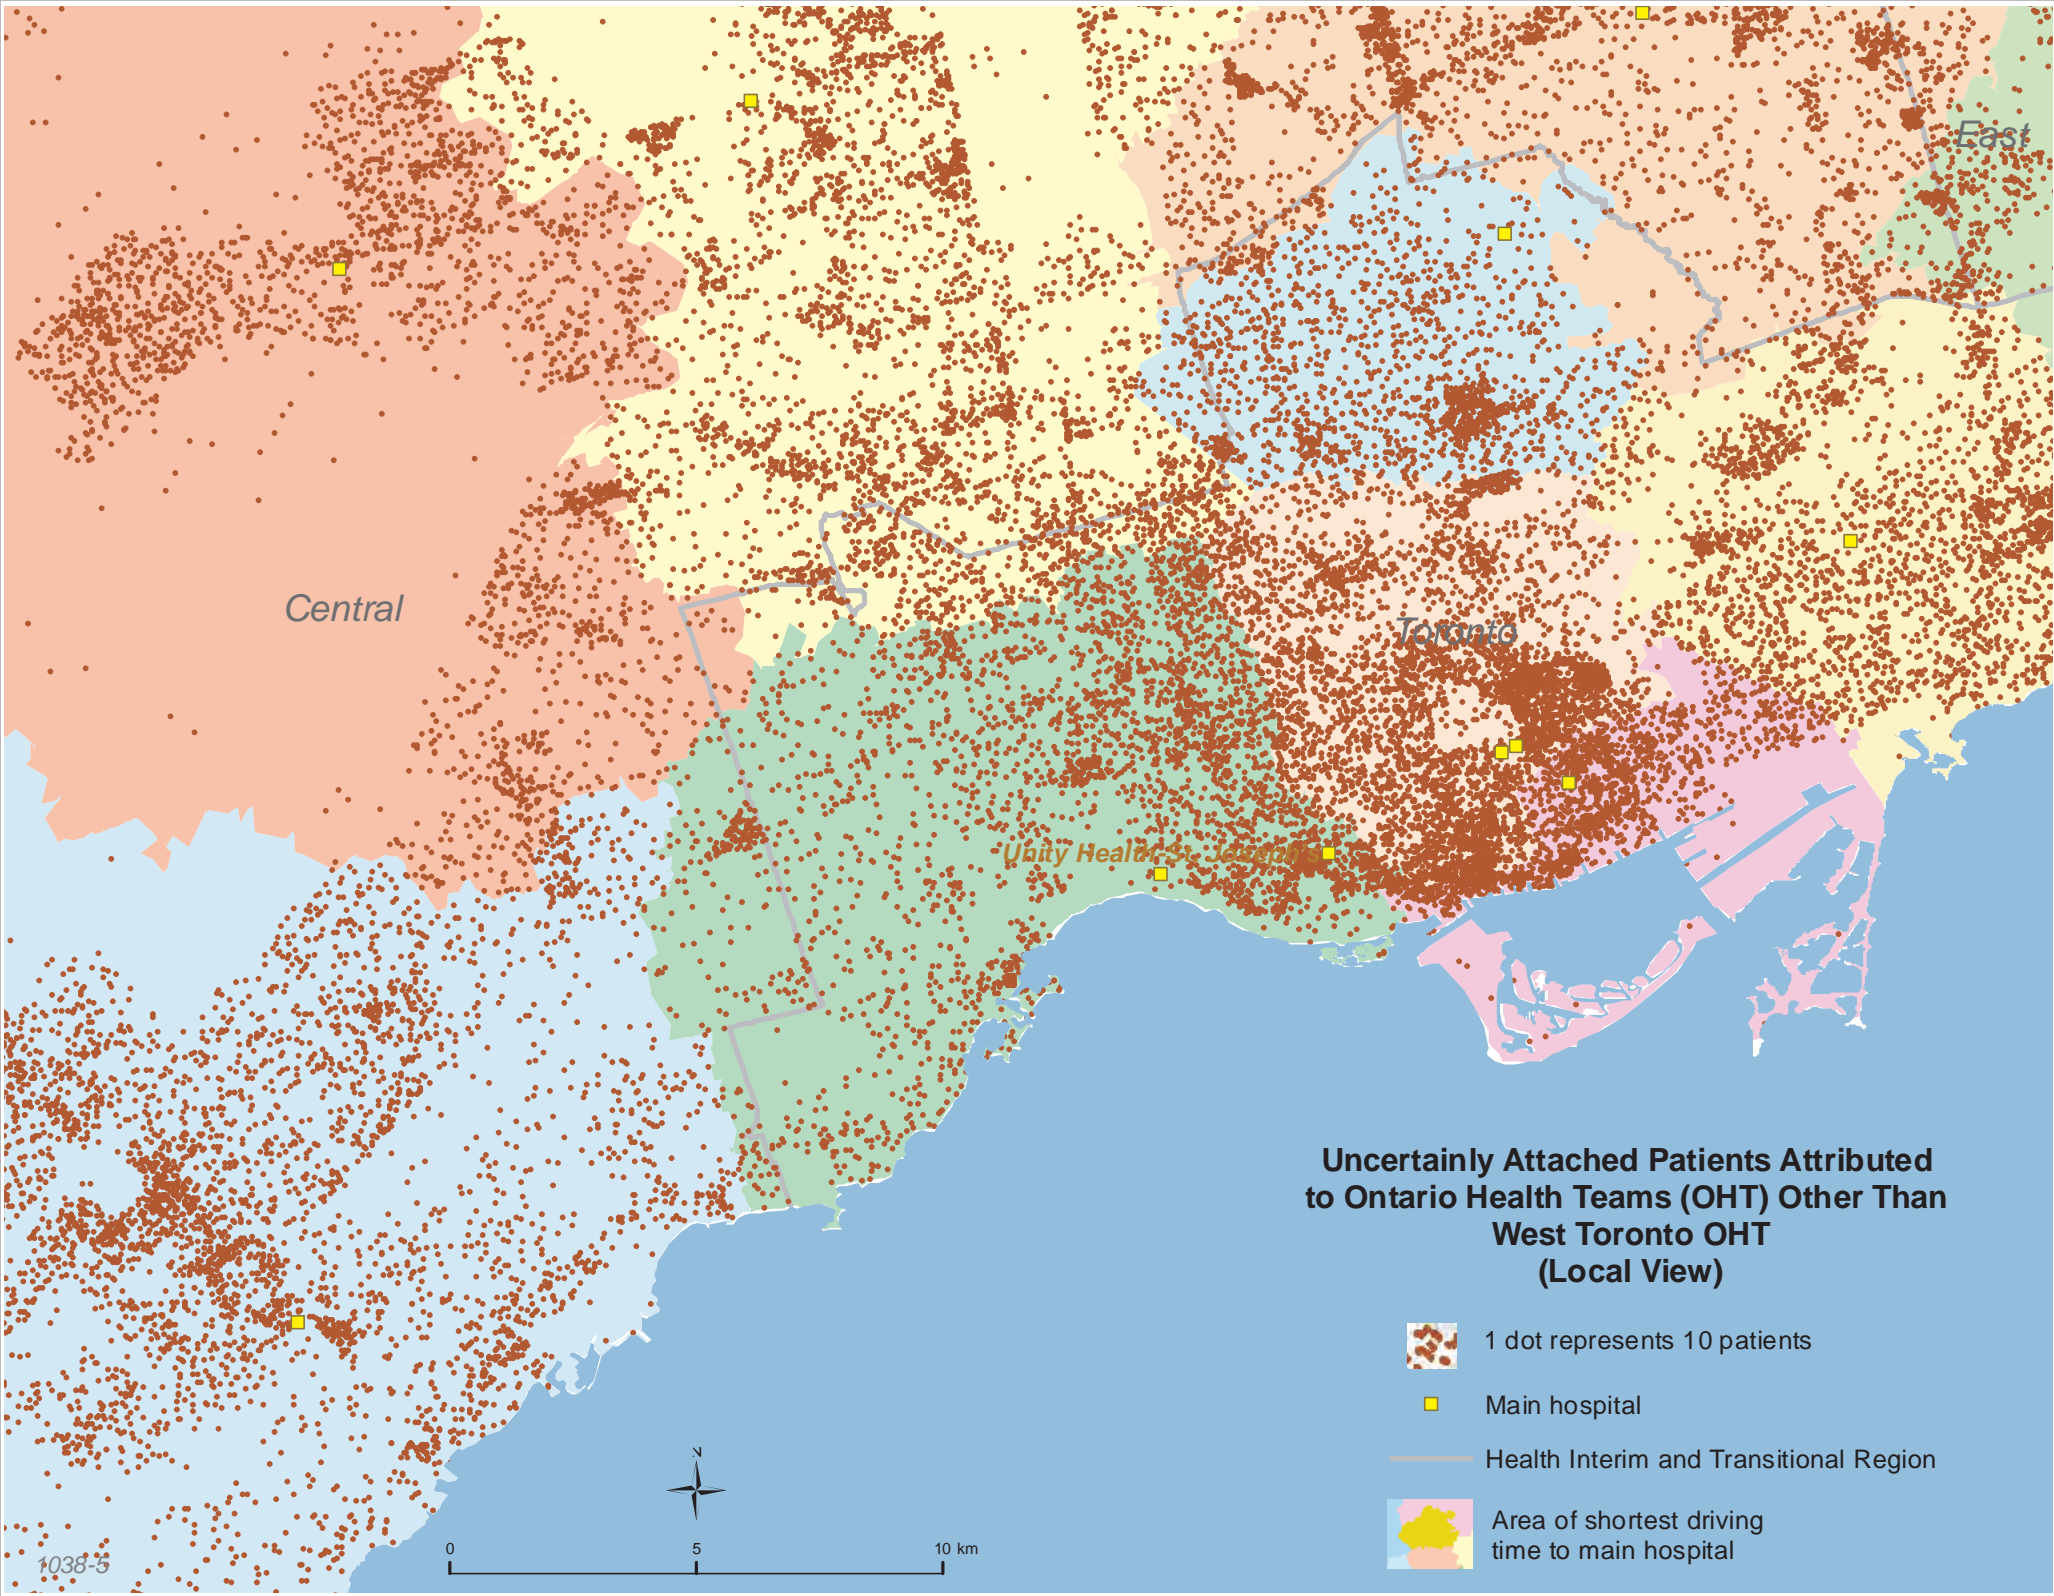 East
Central
Toronto
Unity Health-St. Joseph's
Uncertainly Attached Patients Attributed
to Ontario Health Teams (OHT) Other Than
West Toronto OHT
(Local View)
1 dot represents 10 patients
Main hospital
Health Interim and Transitional Region
Area of shortest driving
time to main hospital
N
0 5 10 km
1038-5